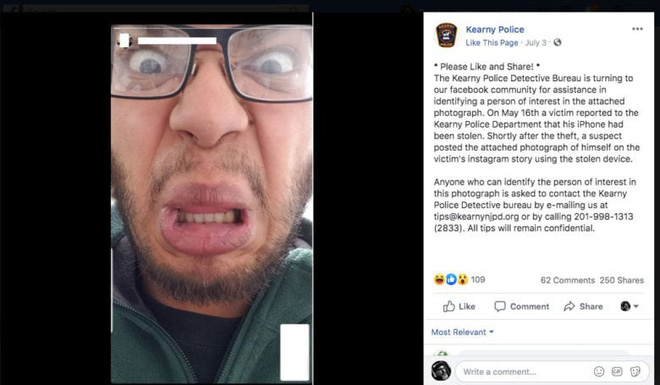 Kearny Police
Like This Page · July 3 ·
* Please Like and Share! *
The Kearny Police Detective Bureau is turning to
our facebook community for assistance in
identifying a person of interest in the attached
photograph. On May 16th a victim reported to the
Kearny Police Department that his iPhone had
been stolen. Shortly after the theft, a suspect
posted the attached photograph of himself on the
victim's instagram story using the stolen device.
Anyone who can identify the person of interest in
this photograph is asked to contact the Kearny
Police Detective bureau by e-mailing us at
tips@kearnynjpd.org or by calling 201-998-1313
(2833). All tips will remain confidential.
109
62 Comments 250 Shares
Like Comment Share
Most Relevant
Write a comment...
GIF